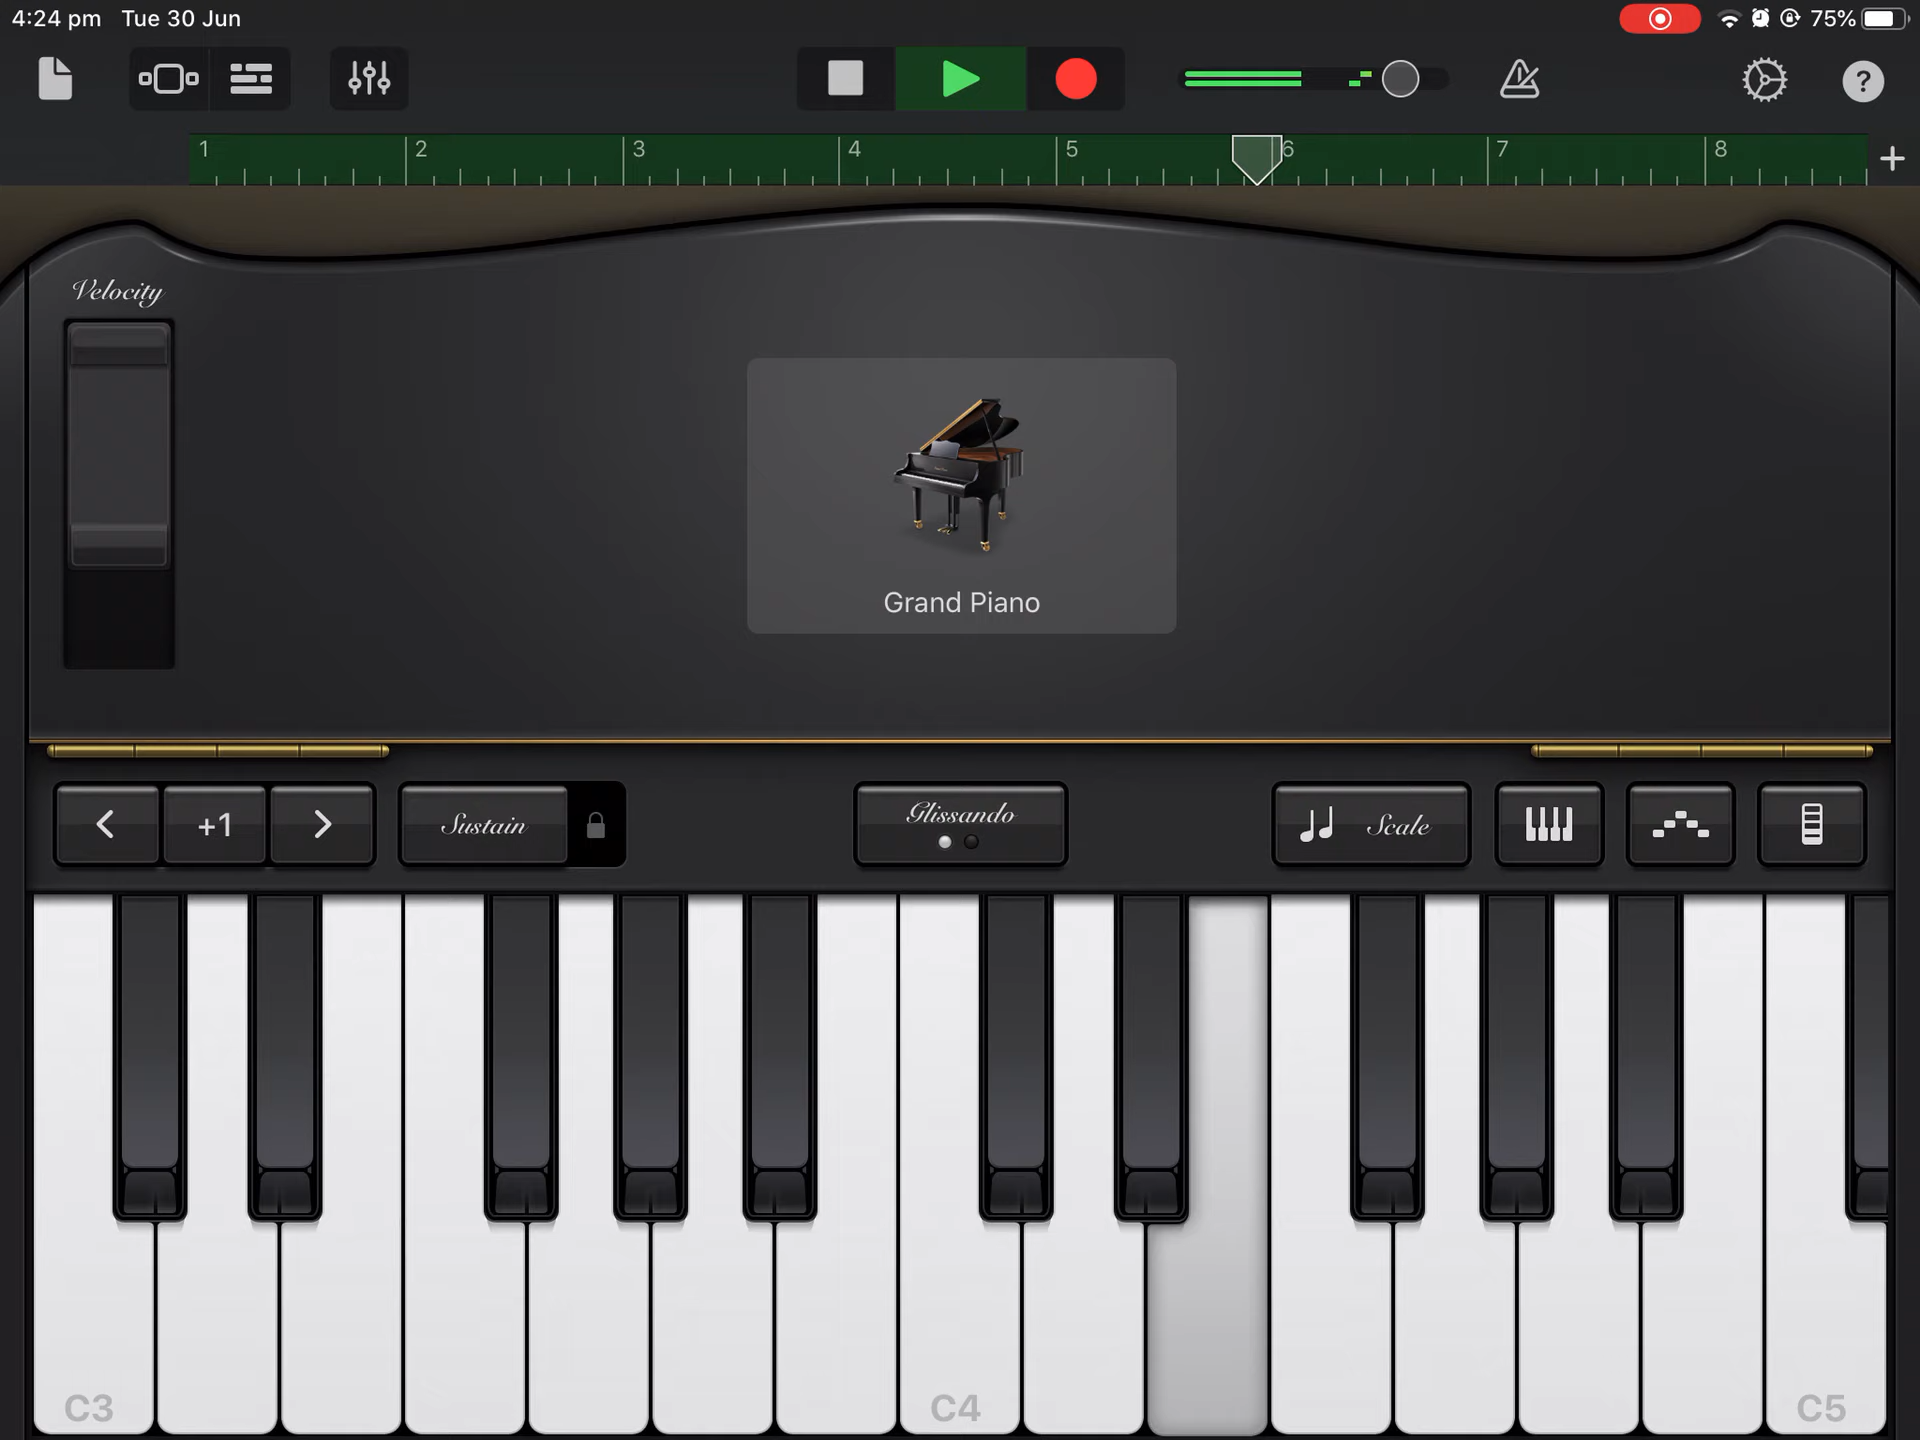 4:24 pm Tue 30 Jun 75%
?
1 2 3 4 5 6 7 8 +
Velocity
Grand Piano
+1 Sustain Glissando Scale
C3 C4 C5